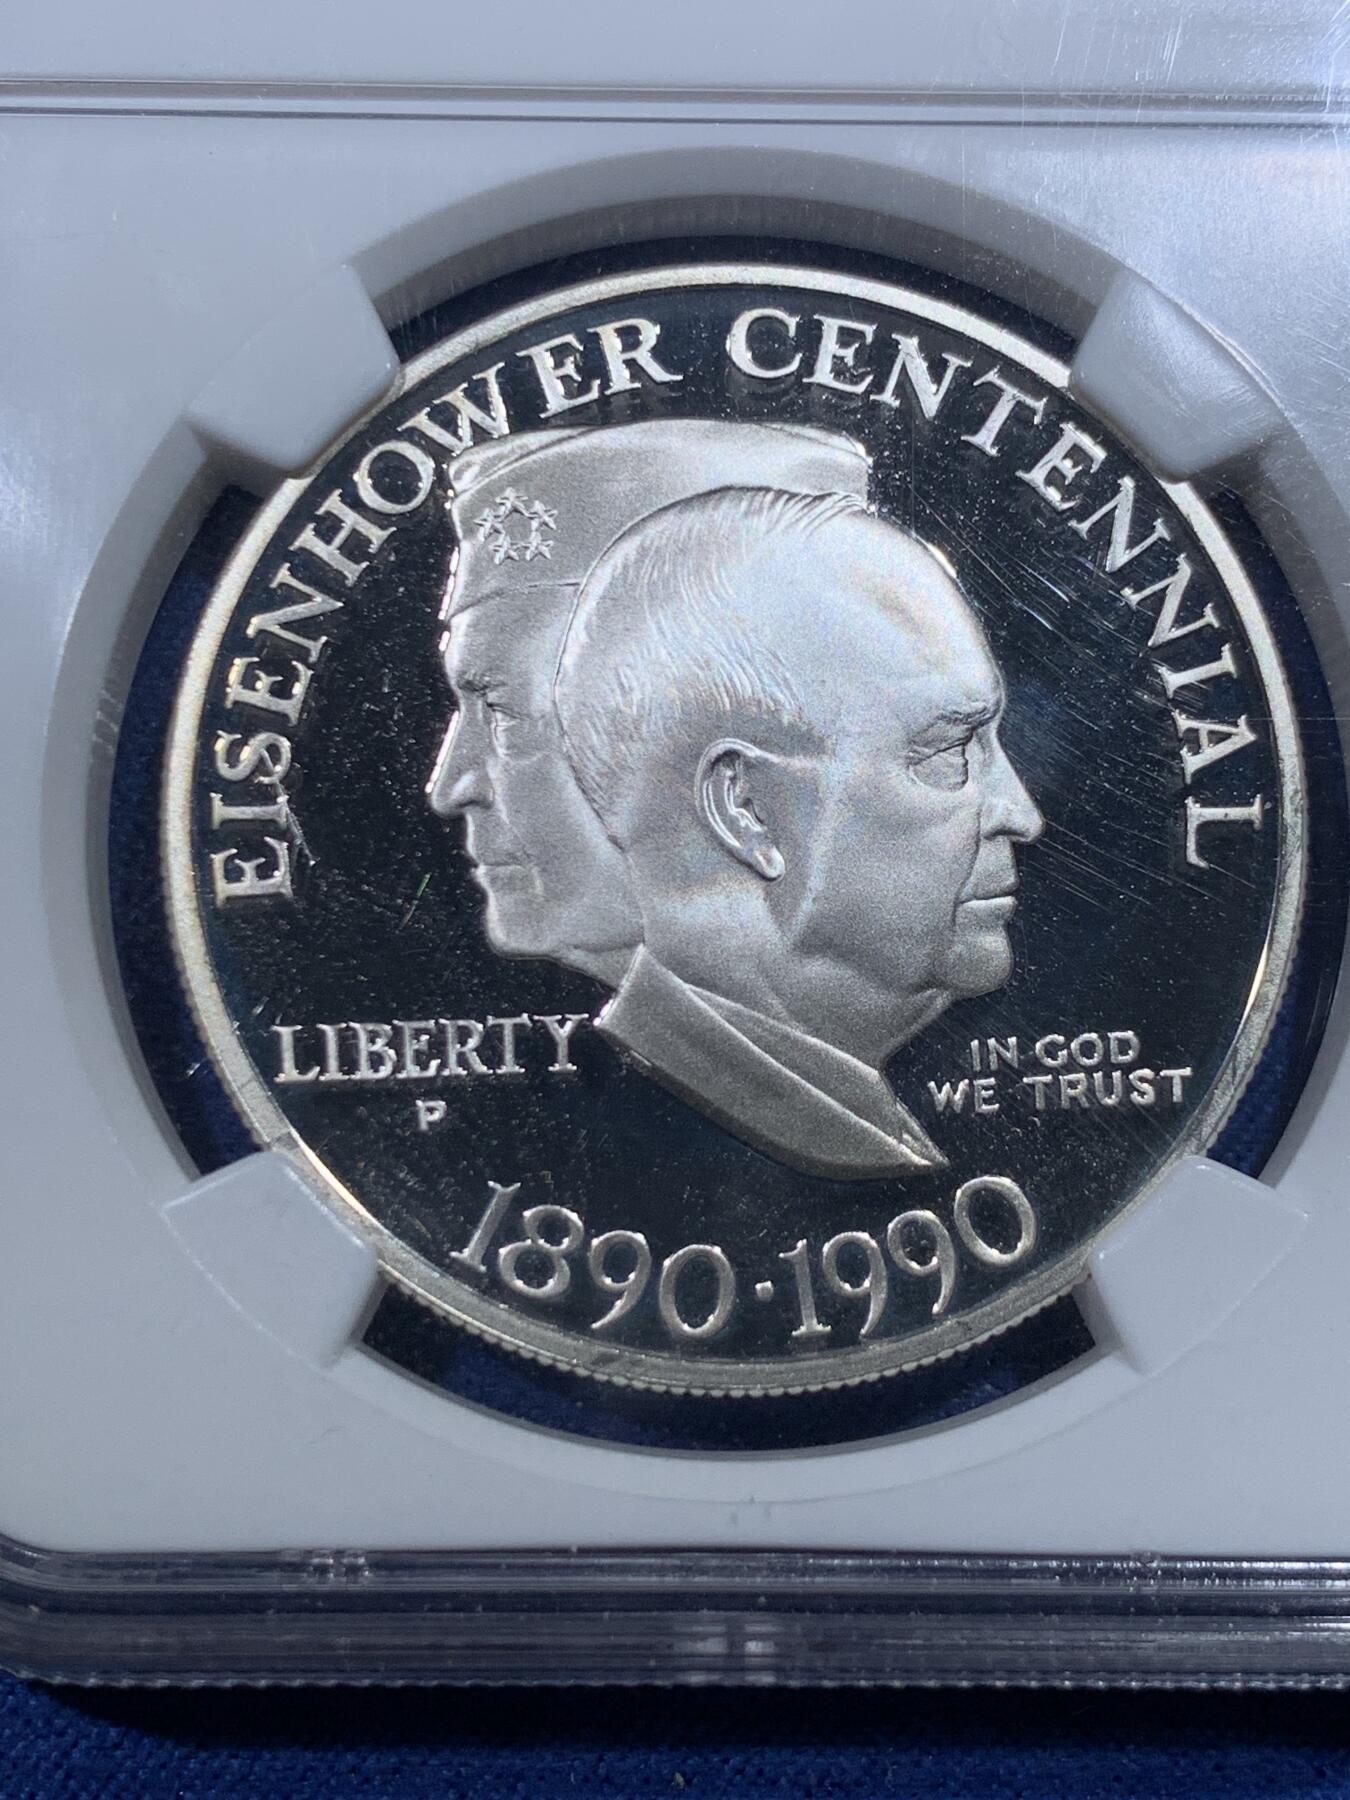 EISENHOWER CENTENNIAL
LIBERTY
P
IN GOD
WE TRUST
1890·1990